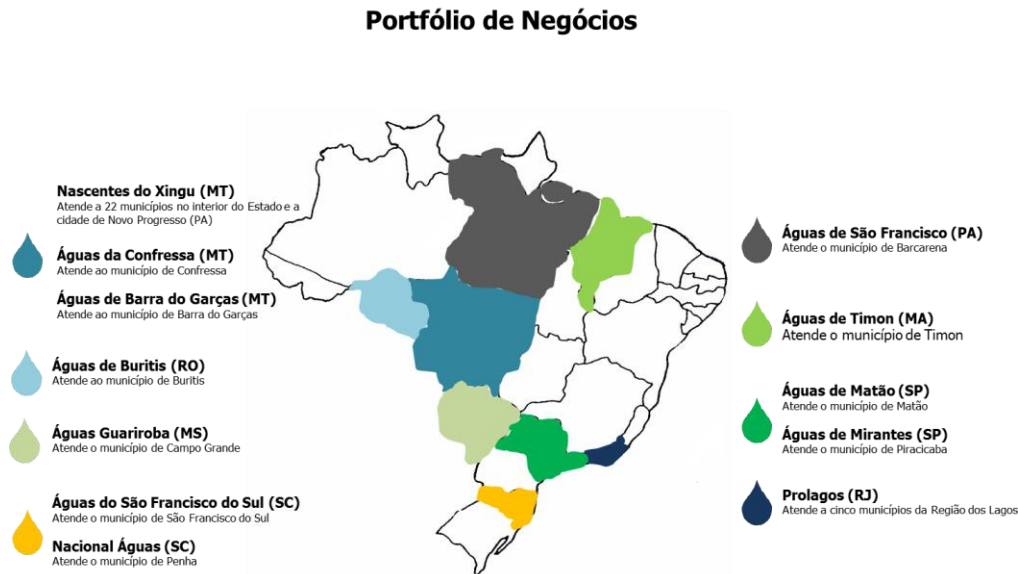 Portfólio de Negócios
Nascentes do Xingu (MT)
Atende a 22 municípios no interior do Estado e a
cidade de Novo Progresso (PA)
Águas da Confressa (MT)
Atende ao município de Confressa
Águas de Barra do Garças (MT)
Atende ao município de Barra do Garças
Águas de Buritis (RO)
Atende ao município de Buritis
Águas Guariroba (MS)
Atende o município de Campo Grande
Águas do São Francisco do Sul (SC)
Atende o município de São Francisco do Sul
Nacional Águas (SC)
Atende o município de Penha
Águas de São Francisco (PA)
Atende o município de Barcarena
Águas de Timon (MA)
Atende o município de Timon
Águas de Matão (SP)
Atende o município de Matão
Águas de Mirantes (SP)
Atende o município de Piracicaba
Prolagos (RJ)
Atende a cinco municípios da Região dos Lagos